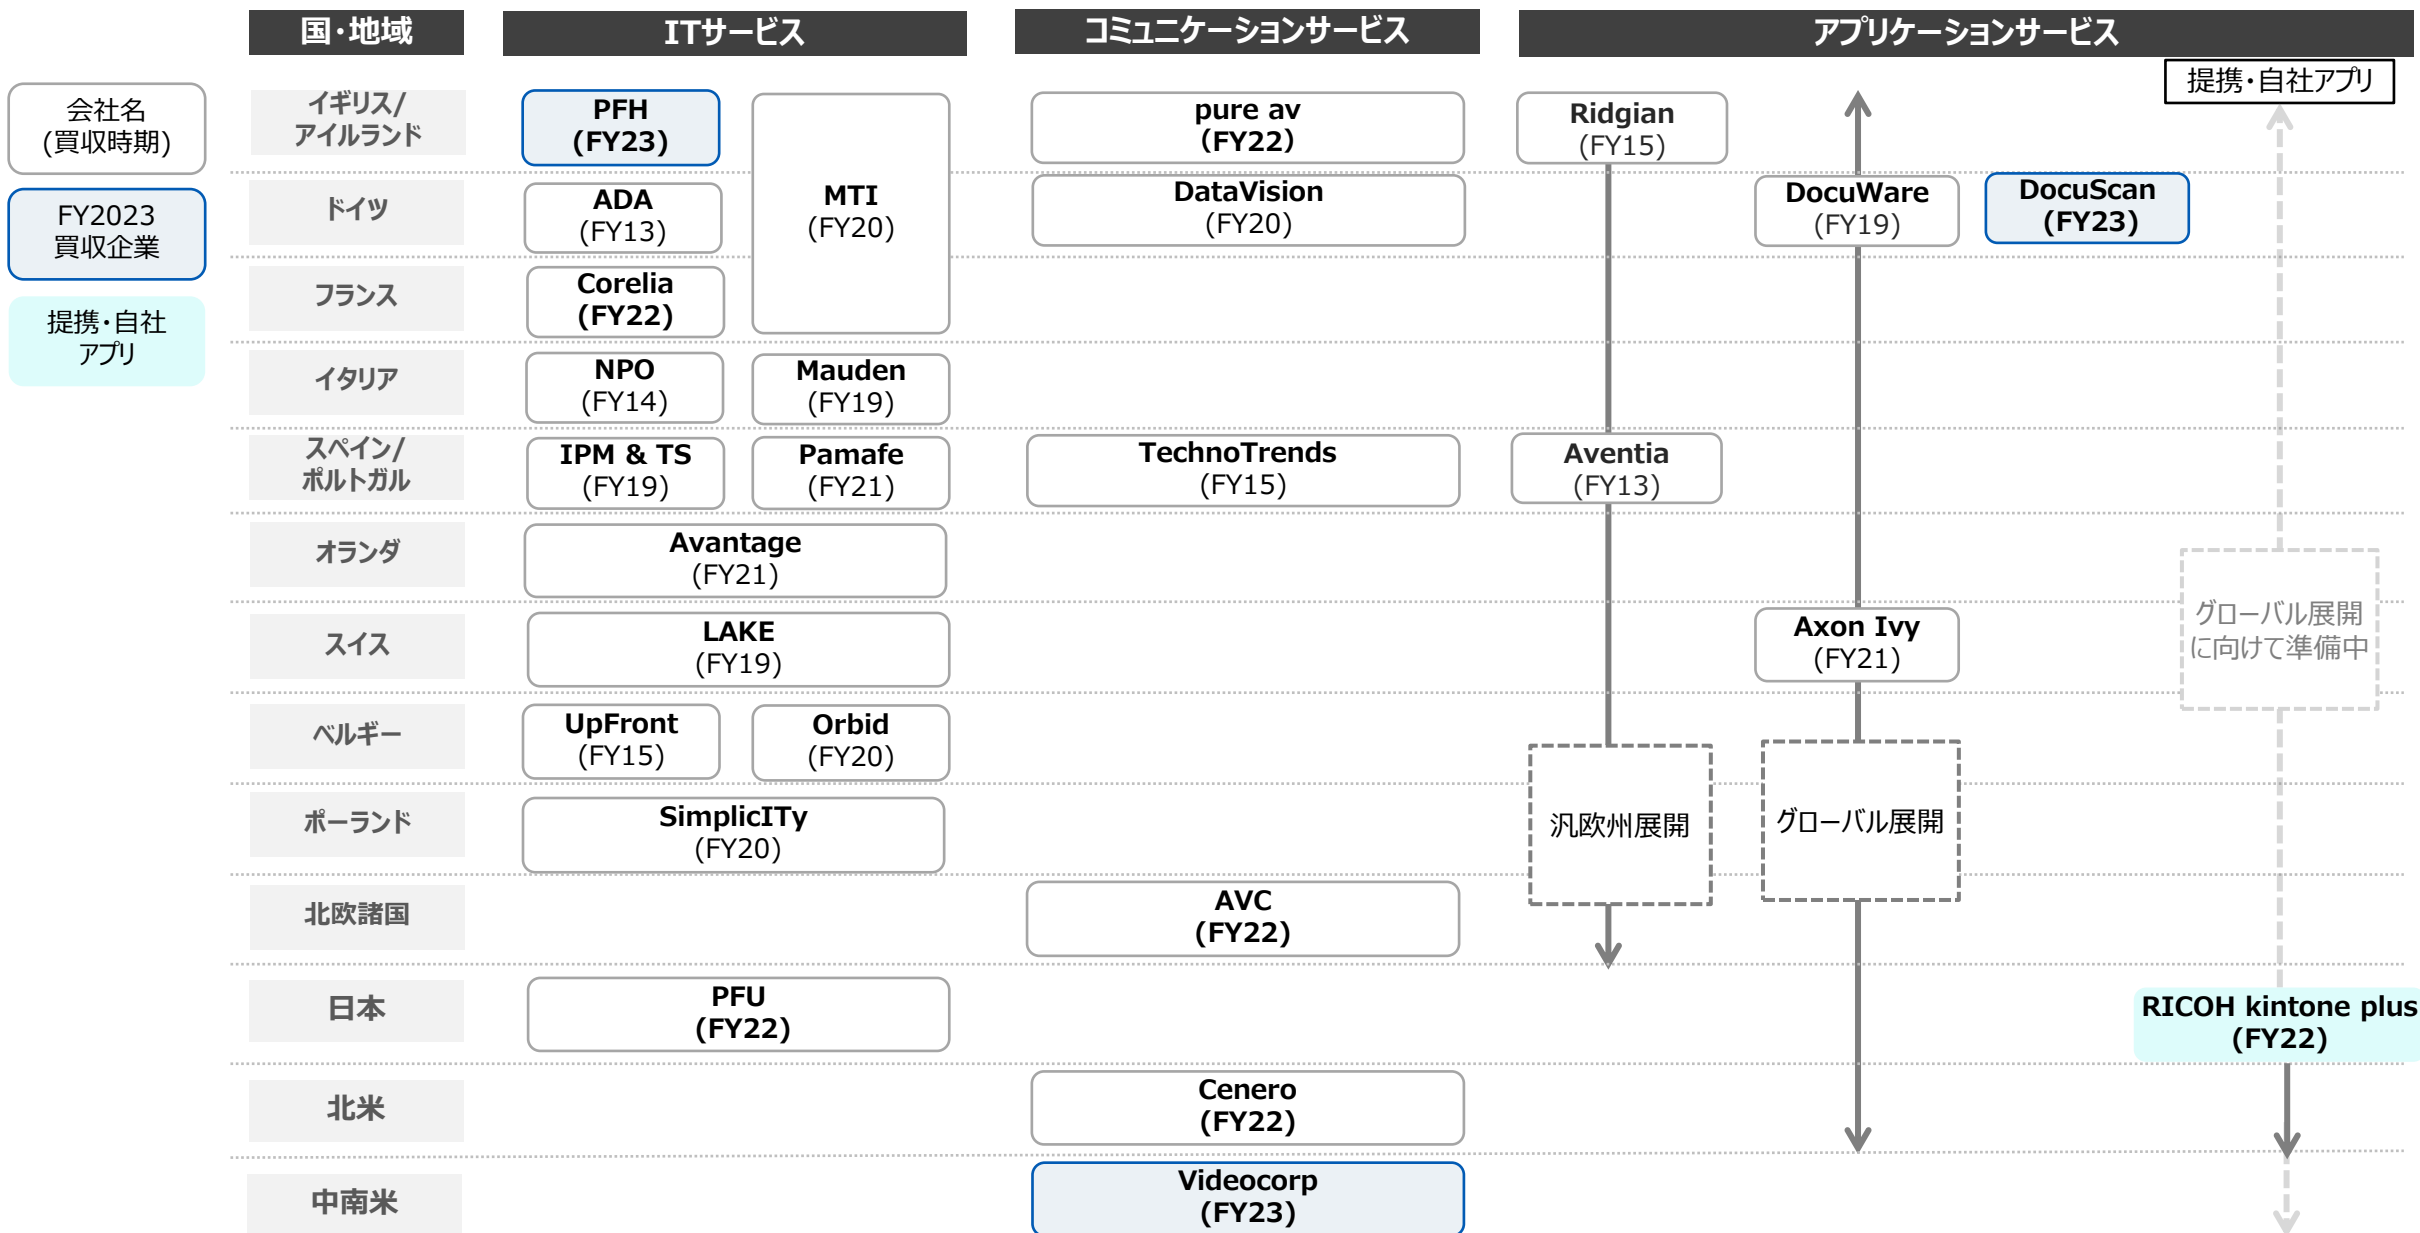 国・地域
ITサービス
コミュニケーションサービス
アプリケーションサービス
提携・自社アプリ
会社名
(買収時期)
FY2023
買収企業
提携・自社
アプリ
イギリス/
アイルランド
PFH
(FY23)
MTI
(FY20)
pure av
(FY22)
Ridgian
(FY15)
ドイツ
ADA
(FY13)
DataVision
(FY20)
DocuWare
(FY19)
DocuScan
(FY23)
フランス
Corelia
(FY22)
イタリア
NPO
(FY14)
Mauden
(FY19)
スペイン/
ポルトガル
IPM & TS
(FY19)
Pamafe
(FY21)
TechnoTrends
(FY15)
Aventia
(FY13)
オランダ
Avantage
(FY21)
スイス
LAKE
(FY19)
Axon Ivy
(FY21)
グローバル展開
に向けて準備中
ベルギー
UpFront
(FY15)
Orbid
(FY20)
ポーランド
SimplicITy
(FY20)
汎欧州展開
グローバル展開
北欧諸国
AVC
(FY22)
日本
PFU
(FY22)
RICOH kintone plus
(FY22)
北米
Cenero
(FY22)
中南米
Videocorp
(FY23)